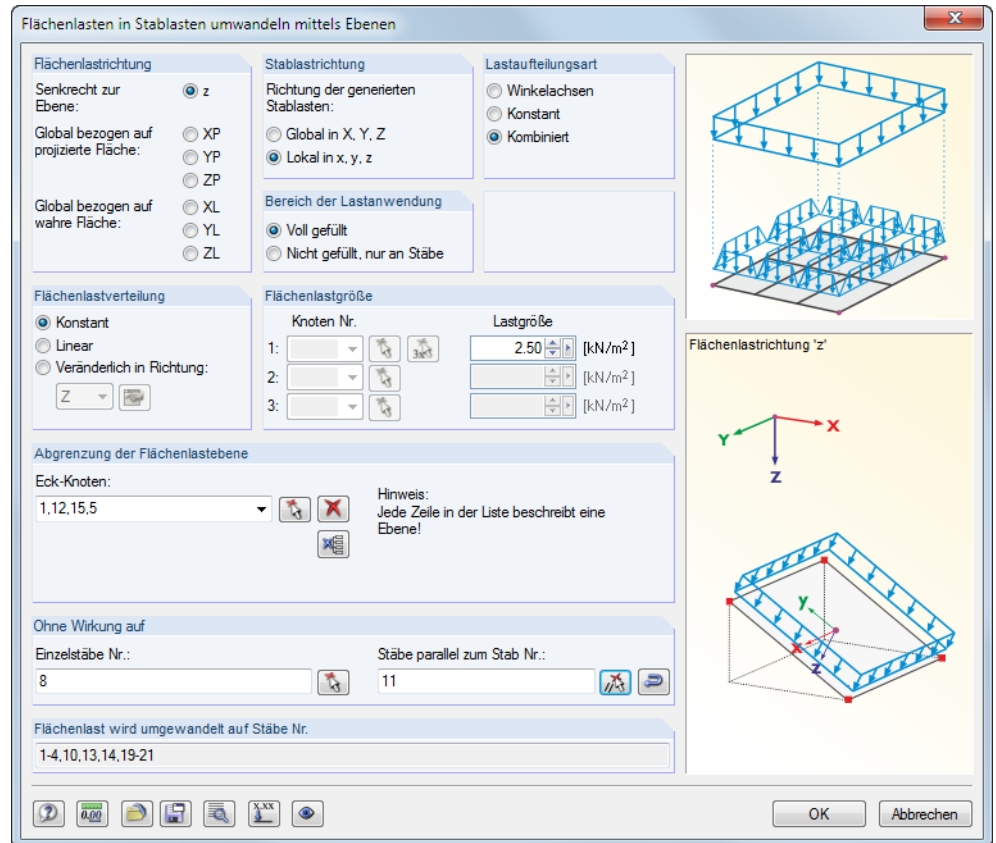 Flächenlasten in Stablasten umwandeln mittels Ebenen
Flächenlastrichtung
Senkrecht zur
Ebene:
z
Global bezogen auf
projizierte Fläche:
XP
YP
ZP
Global bezogen auf
wahre Fläche:
XL
YL
ZL
Stablastrichtung
Richtung der generierten
Stablasten:
Global in X, Y, Z
Lokal in x, y, z
Lastaufteilungsart
Winkelachsen
Konstant
Kombiniert
Bereich der Lastanwendung
Voll gefüllt
Nicht gefüllt, nur an Stäbe
Flächenlastverteilung
Konstant
Linear
Veränderlich in Richtung:
Z
Flächenlastgröße
Knoten Nr.
Lastgröße
1:
3x
2.50
[kN/m²]
2:
[kN/m²]
3:
[kN/m²]
Flächenlastrichtung 'z'
Y
X
Z
y
x
z
Abgrenzung der Flächenlastebene
Eck-Knoten:
1,12,15,5
Hinweis:
Jede Zeile in der Liste beschreibt eine
Ebene!
Ohne Wirkung auf
Einzelstäbe Nr.:
8
Stäbe parallel zum Stab Nr.:
11
Flächenlast wird umgewandelt auf Stäbe Nr.
1-4,10,13,14,19-21
0.00
x.xx
OK
Abbrechen